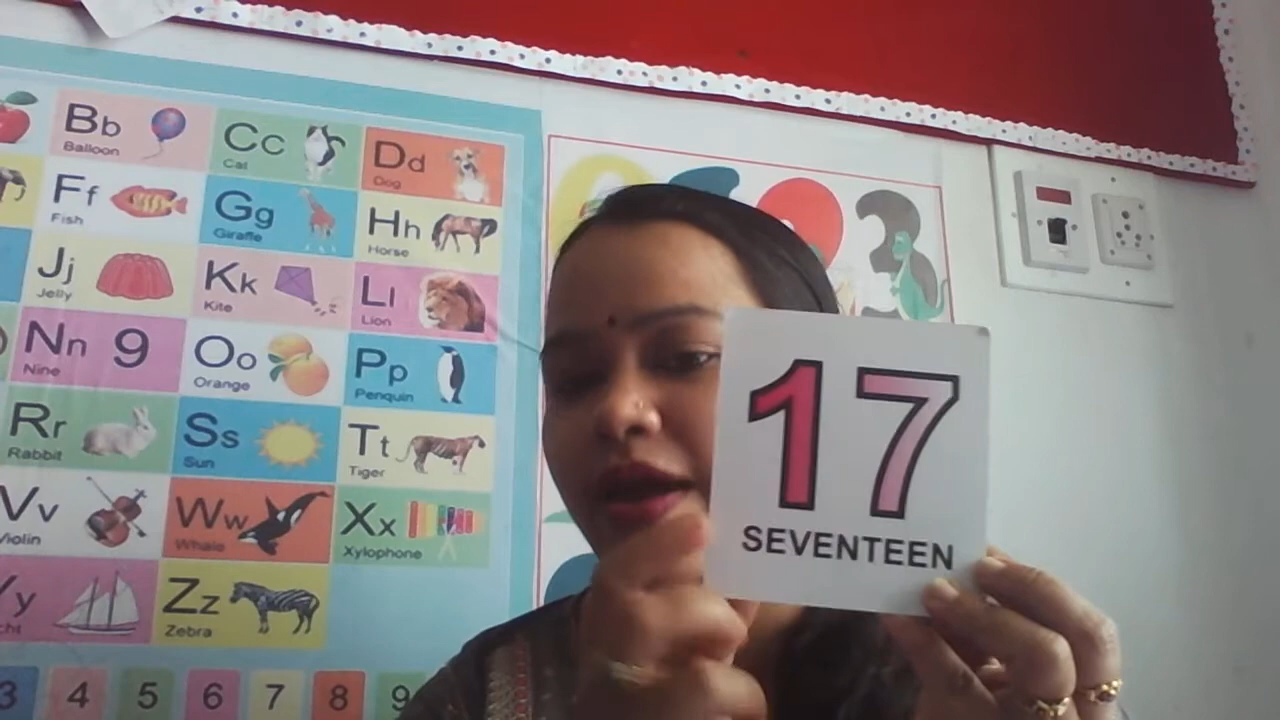 Bb
Balloon
Cc
Cat
Dd
Dog
Ff
Fish
Gg
Giraffe
Hh
Horse
Jj
Jelly
Kk
Kite
Ll
Lion
Nn 9
Nine
Oo
Orange
Pp
Penquin
Rr
Rabbit
Ss
Sun
Tt
Tiger
Vv
Violin
Ww
Whale
Xx
Xylophone
Yy
Zz
Zebra
3 4 5 6 7 8 9
17
SEVENTEEN